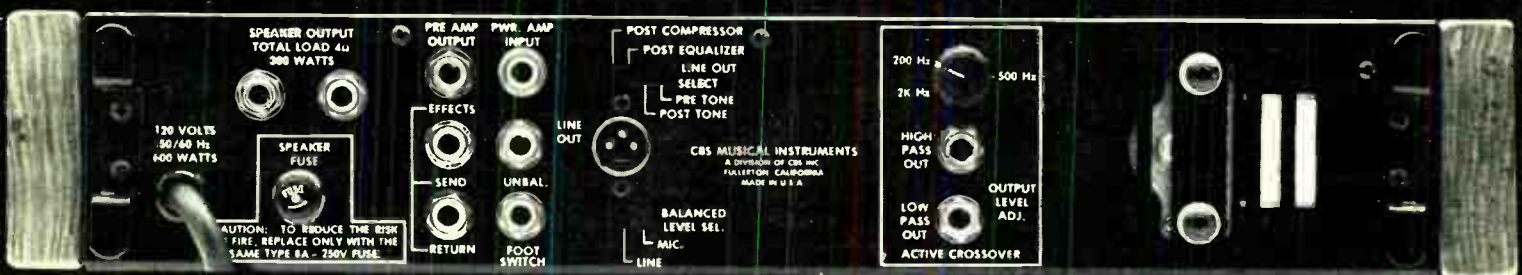 SPEAKER OUTPUT
TOTAL LOAD 4Ω
300 WATTS
120 VOLTS
50/60 Hz
600 WATTS
SPEAKER
FUSE
FUSE
CAUTION: TO REDUCE THE RISK
FIRE, REPLACE ONLY WITH THE
SAME TYPE 8A - 250V FUSE.
PRE AMP
OUTPUT
PWR. AMP
INPUT
EFFECTS
SEND
RETURN
UNBAL.
FOOT
SWITCH
LINE
OUT
POST COMPRESSOR
POST EQUALIZER
LINE OUT
SELECT
PRE TONE
POST TONE
CBS MUSICAL INSTRUMENTS
A DIVISION OF CBS INC
FULLERTON CALIFORNIA
MADE IN U S A
BALANCED
LEVEL SEL.
MIC.
LINE
200 Hz
500 Hz
2K Hz
HIGH
PASS
OUT
OUTPUT
LEVEL
ADJ.
LOW
PASS
OUT
ACTIVE CROSSOVER